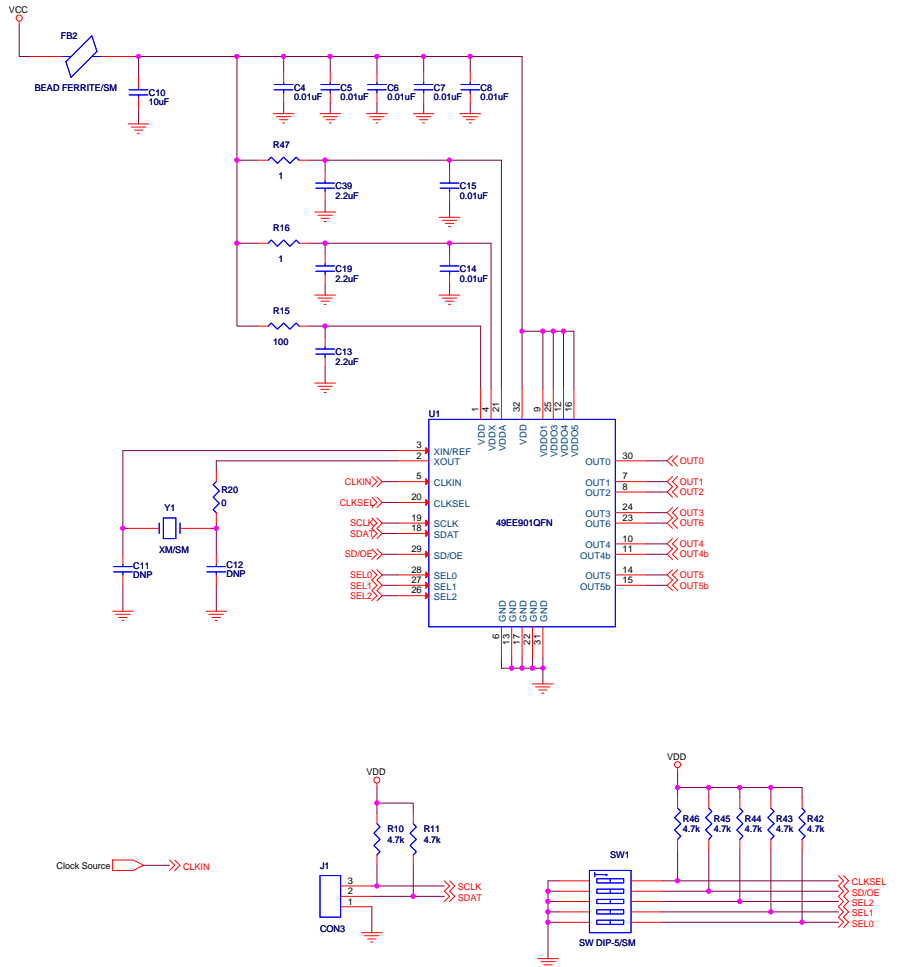 VCC
FB2
BEAD FERRITE/SM
C10
10uF
C4
0.01uF
C5
0.01uF
C6
0.01uF
C7
0.01uF
C8
0.01uF
R47
1
C39
2.2uF
C15
0.01uF
R16
1
C19
2.2uF
C14
0.01uF
R15
100
C13
2.2uF
U1
1
4
21
32
9
25
12
16
VDD
VDDX
VDDA
VDD
VDDO1
VDDO3
VDDO4
VDDO5
3
XIN/REF
2
XOUT
CLKIN
5
CLKIN
CLKSEL
20
CLKSEL
SCLK
19
SCLK
SDAT
18
SDAT
SD/OE
29
SD/OE
SEL0
28
SEL0
SEL1
27
SEL1
SEL2
26
SEL2
49EE901QFN
OUT0
30
OUT0
OUT1
7
OUT1
OUT2
8
OUT2
OUT3
24
OUT3
OUT6
23
OUT6
OUT4
10
OUT4
OUT4b
11
OUT4b
OUT5
14
OUT5
OUT5b
15
OUT5b
GND
GND
GND
GND
GND
6
13
17
22
31
R20
0
Y1
XM/SM
C11
DNP
C12
DNP
Clock Source
CLKIN
VDD
R10
4.7k
R11
4.7k
J1
3
2
1
SCLK
SDAT
CON3
VDD
R46
4.7k
R45
4.7k
R44
4.7k
R43
4.7k
R42
4.7k
SW1
CLKSEL
SD/OE
SEL2
SEL1
SEL0
SW DIP-5/SM